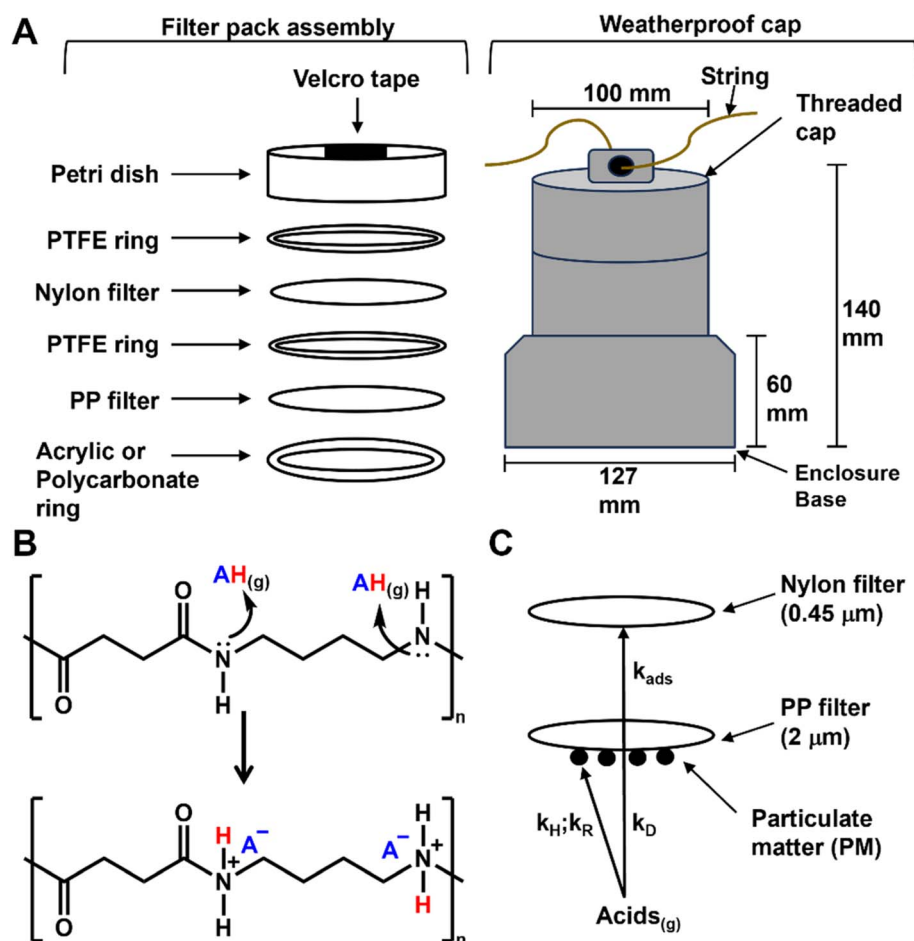 A
Filter pack assembly
Velcro tape
Petri dish
PTFE ring
Nylon filter
PTFE ring
PP filter
Acrylic or
Polycarbonate
ring
Weatherproof cap
String
100 mm
Threaded
cap
140
mm
60
mm
127
mm
Enclosure
Base
B
AH(g)
AH(g)
O
H
N
N
H
O
n
O
H
A−
A−
H
+
N
+
N
H
H
O
n
C
Nylon filter
(0.45 μm)
kads
PP filter
(2 μm)
Particulate
matter (PM)
kH;kR
kD
Acids(g)